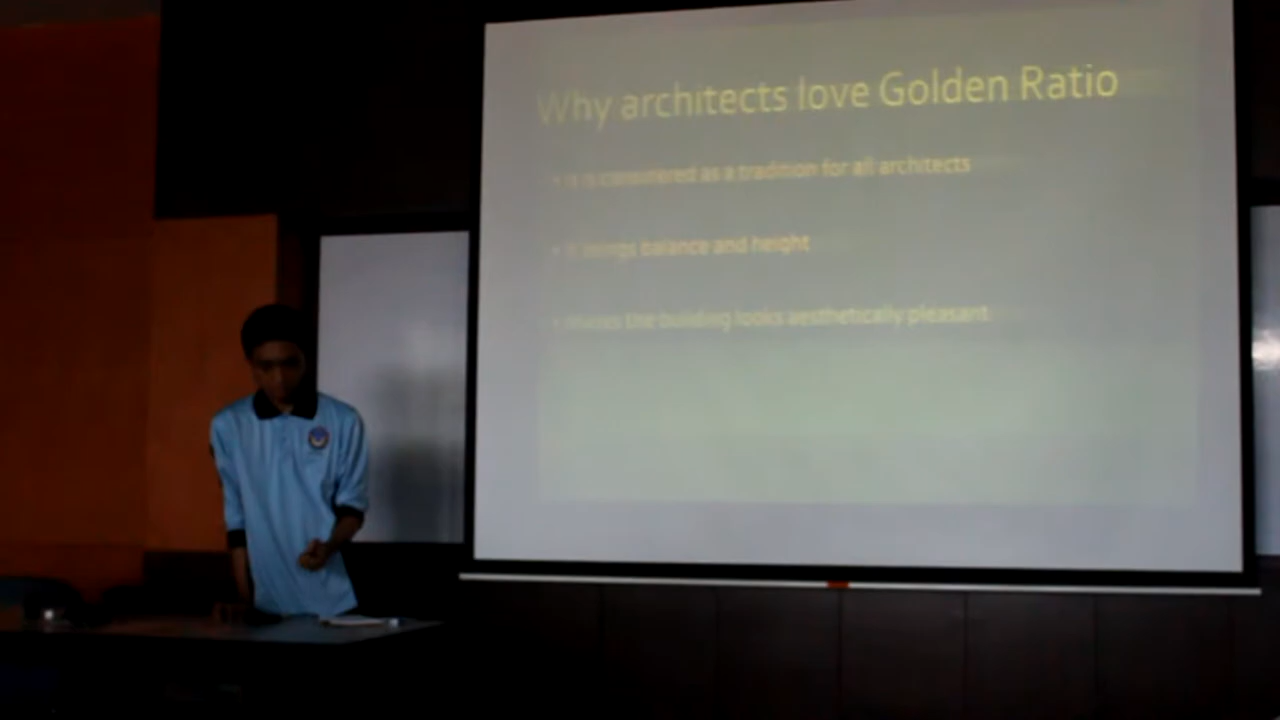 Why architects love Golden Ratio
• It is considered as a tradition for all architects
• It brings balance and height
• Makes the building looks aesthetically pleasant